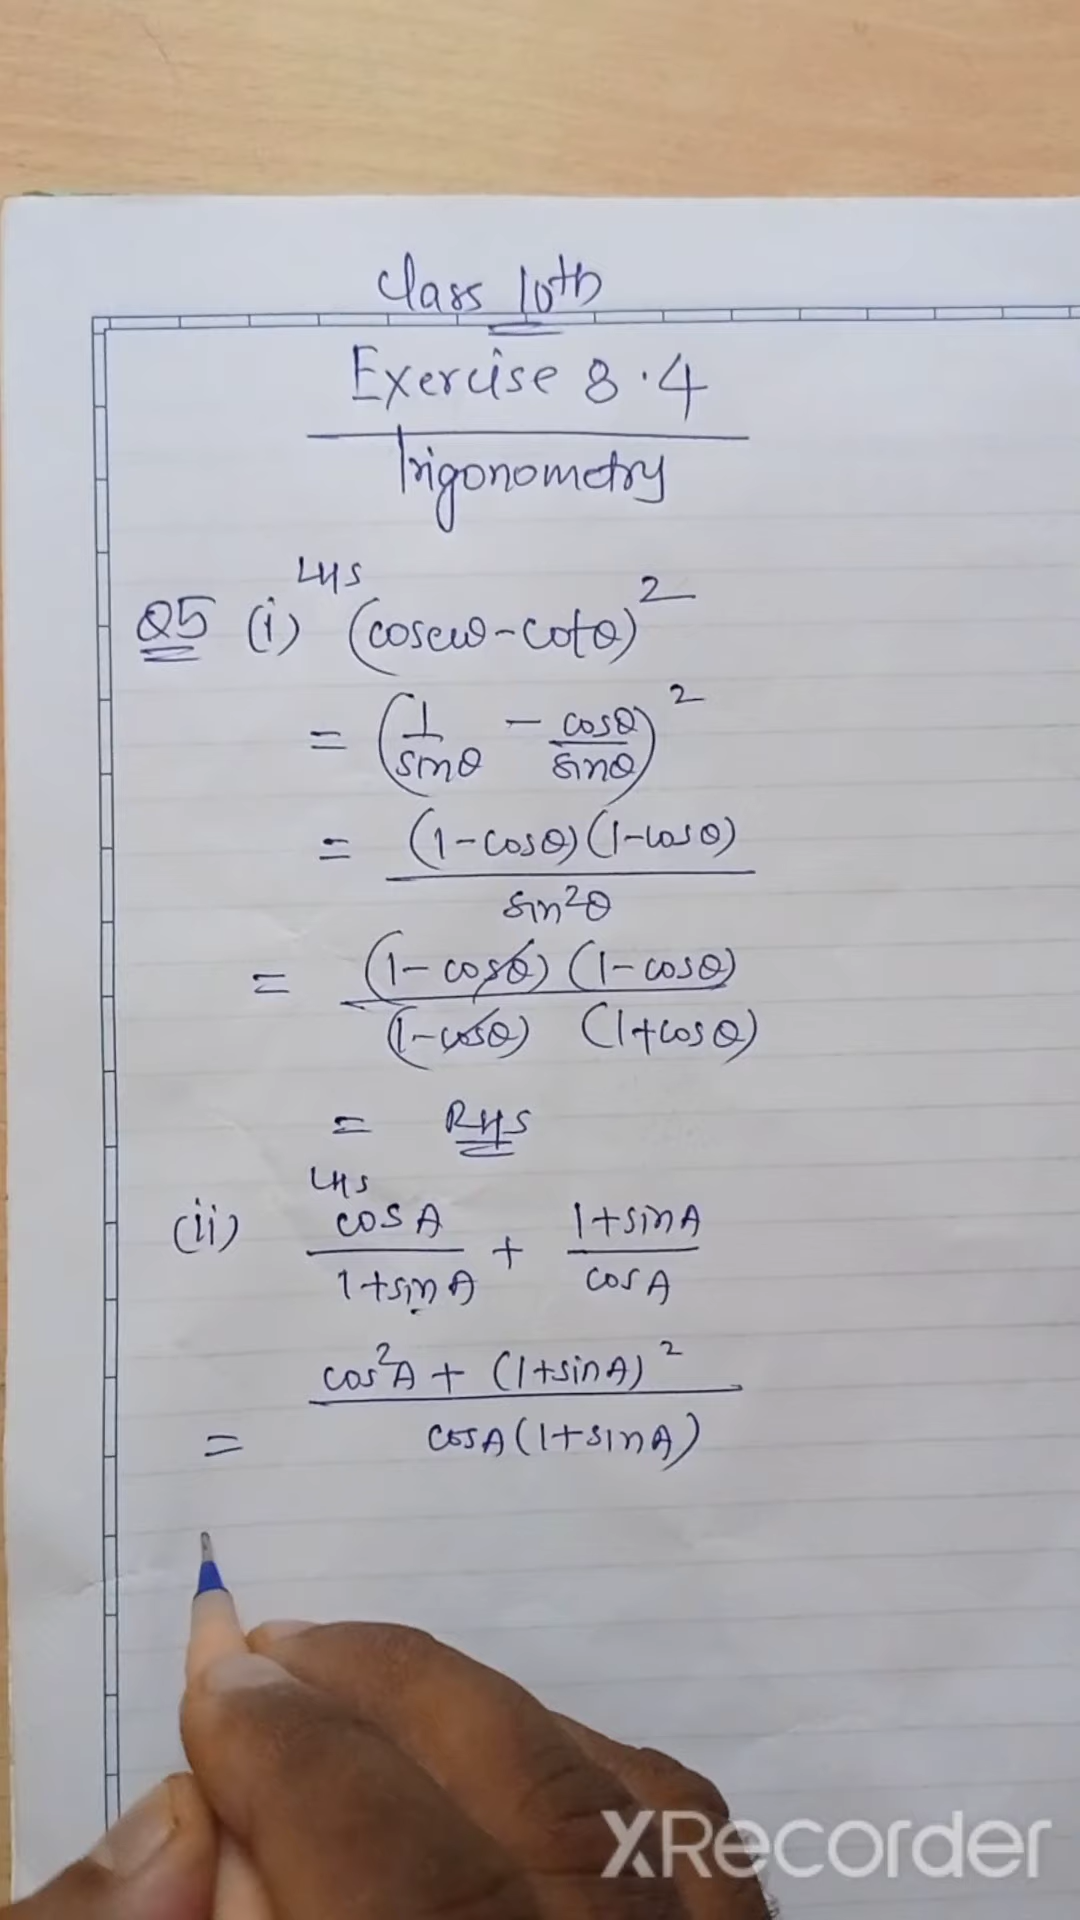 Class 10th
Exercise 8.4
Trigonometry
LHS
Q5 (i) (cosecθ-cotθ)²
= (1/sinθ - cosθ/sinθ)²
= (1-cosθ)(1-cosθ)
sin²θ
= (1-cosθ) (1-cosθ)
(1-cosθ) (1+cosθ)
= RHS
LHS
(ii) cosA/1+sinA + 1+sinA/cosA
cos²A + (1+sinA)²
= cosA(1+sinA)
XRecorder